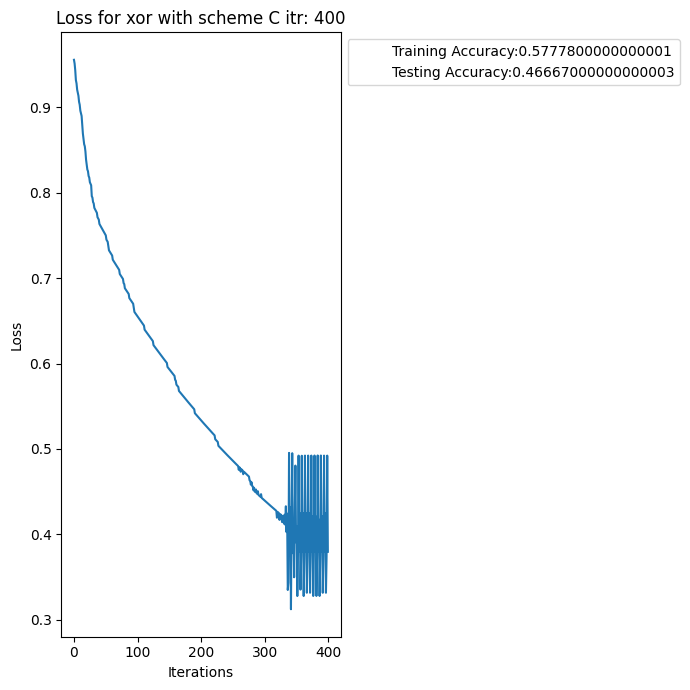 Loss for xor with scheme C itr: 400
Training Accuracy:0.5777800000000001
Testing Accuracy:0.46667000000000003
0.9
0.8
0.7
0.6
0.5
0.4
0.3
Loss
0
100
200
300
400
Iterations